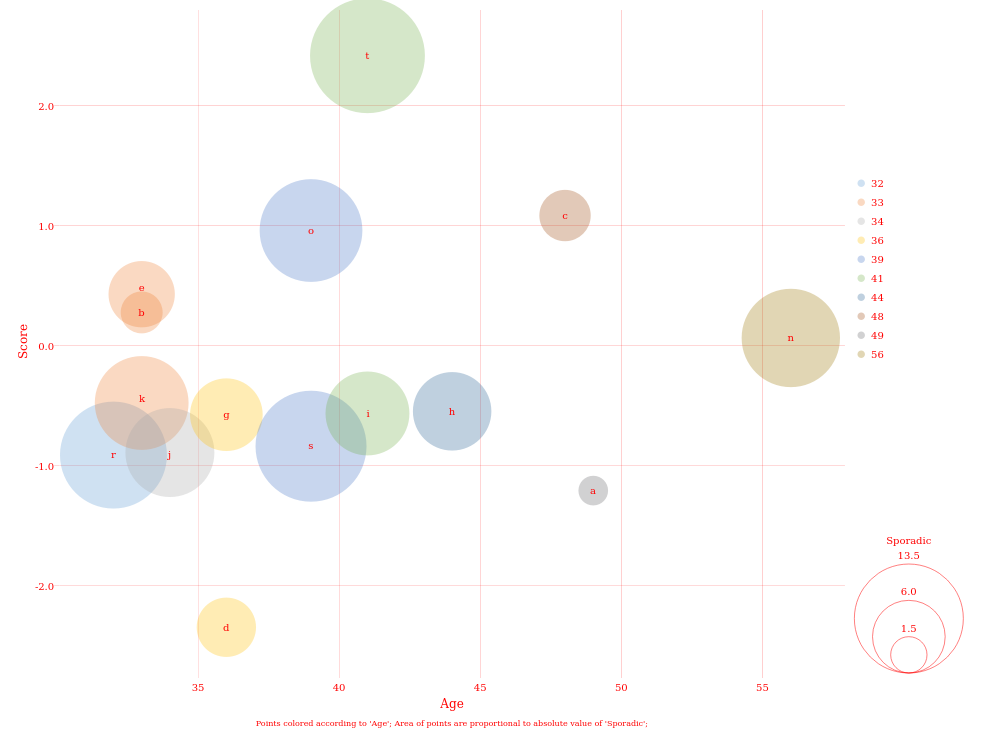 t
2.0
c
1.0
o
e
b
0.0
n
Score
k
g
i
h
r
j
s
-1.0
a
-2.0
d
35
40
45
50
55
Age
Points colored according to 'Age'; Area of points are proportional to absolute value of 'Sporadic';
32
33
34
36
39
41
44
48
49
56
Sporadic
13.5
6.0
1.5